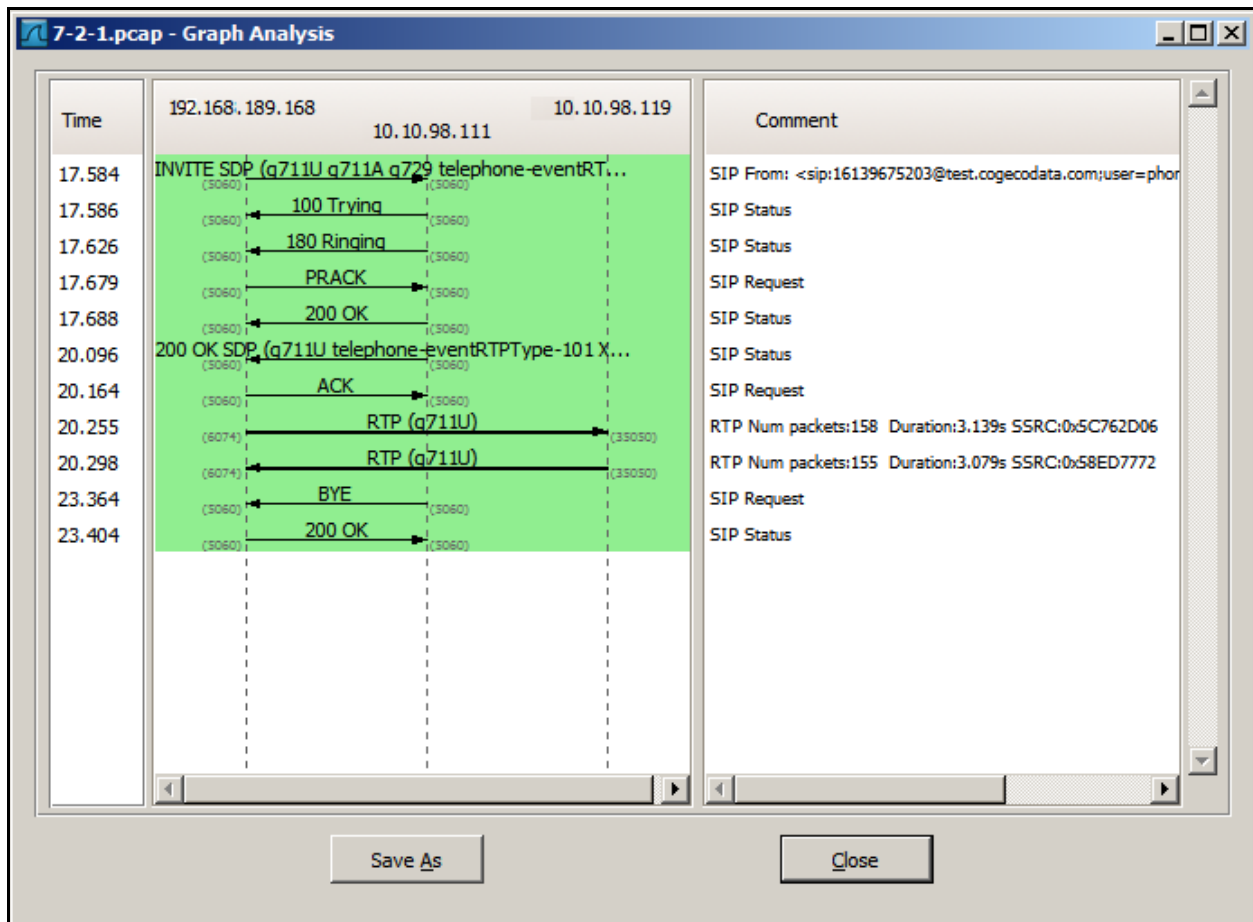 7-2-1.pcap - Graph Analysis
Time
192.168.189.168
10.10.98.119
10.10.98.111
Comment
17.584 INVITE SDP (g711U g711A g729 telephone-eventRT... SIP From: <sip:16139675203@test.cogecodata.com;user=phor
(5060) (5060)
17.586 100 Trying SIP Status
(5060) (5060)
17.626 180 Ringing SIP Status
(5060) (5060)
17.679 PRACK SIP Request
(5060) (5060)
17.688 200 OK SIP Status
(5060) (5060)
20.096 200 OK SDP (g711U telephone-eventRTPType-101 X... SIP Status
(5060) (5060)
20.164 ACK SIP Request
(5060) (5060)
20.255 RTP (g711U) RTP Num packets:158 Duration:3.139s SSRC:0x5C762D06
(6074) (35050)
20.298 RTP (g711U) RTP Num packets:155 Duration:3.079s SSRC:0x58ED7772
(6074) (35050)
23.364 BYE SIP Request
(5060) (5060)
23.404 200 OK SIP Status
(5060) (5060)
Save As
Close